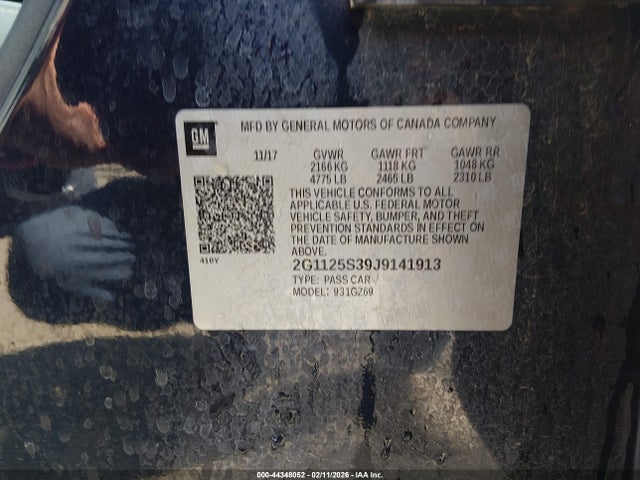 GM
MFD BY GENERAL MOTORS OF CANADA COMPANY
11/17 GVWR GAWR FRT GAWR RR
2166 KG 1118 KG 1048 KG
4775 LB 2465 LB 2310 LB
THIS VEHICLE CONFORMS TO ALL
APPLICABLE U.S. FEDERAL MOTOR
VEHICLE SAFETY, BUMPER, AND THEFT
PREVENTION STANDARDS IN EFFECT ON
THE DATE OF MANUFACTURE SHOWN
ABOVE.
410Y
2G1125S39J9141913
TYPE: PASS CAR
MODEL: 931GZ69
000-44348052 - 02/11/2026 - IAA Inc.